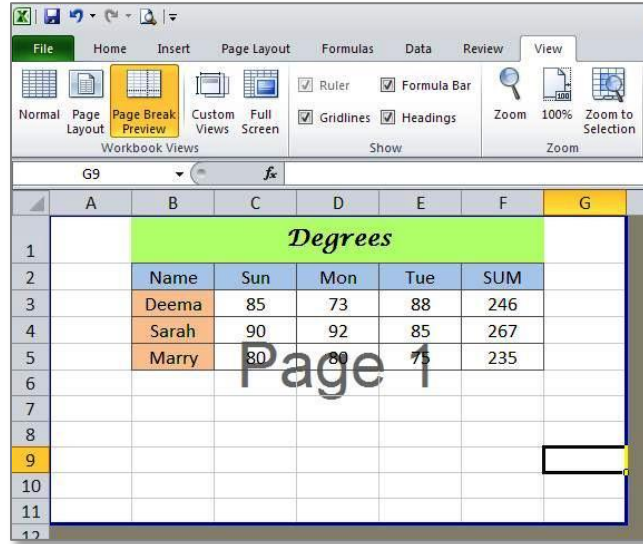 File Home Insert Page Layout Formulas Data Review View
Normal Page Layout Page Break Preview Custom Views Full Screen Ruler Formula Bar Gridlines Headings Zoom 100% Zoom to Selection
Workbook Views Show Zoom
G9 fx
A B C D E F G
1 Degrees
2 Name Sun Mon Tue SUM
3 Deema 85 73 88 246
4 Sarah 90 92 85 267
5 Marry 80 80 75 235
Page 1
6
7
8
9
10
11
12